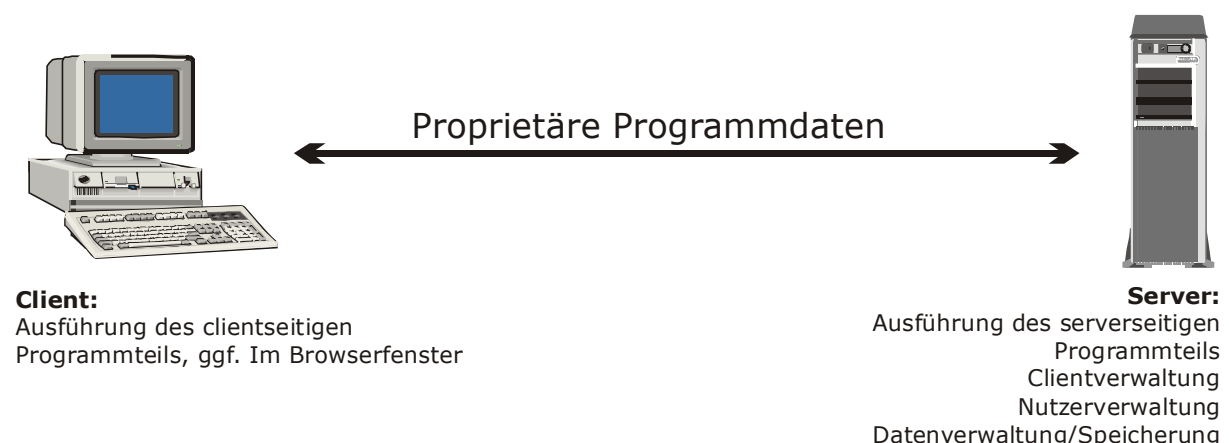 Proprietäre Programmdaten
Client:
Ausführung des clientseitigen
Programmteils, ggf. Im Browserfenster
Server:
Ausführung des serverseitigen
Programmteils
Clientverwaltung
Nutzerverwaltung
Datenverwaltung/Speicherung